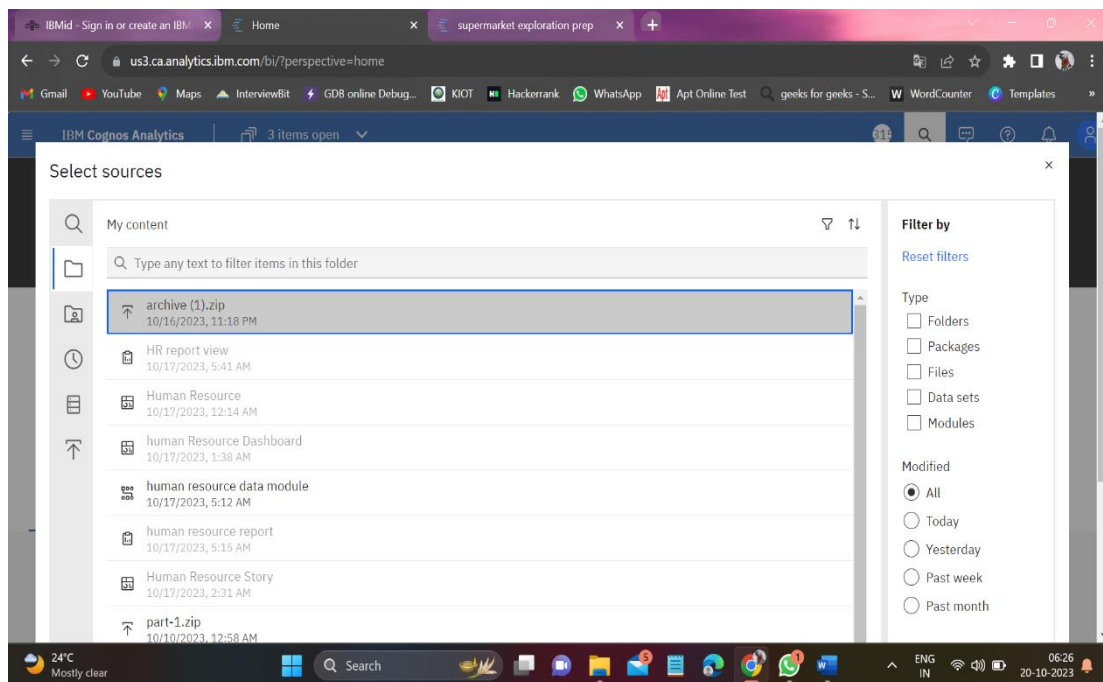 IBMid - Sign in or create an IBM
Home
supermarket exploration prep
us3.ca.analytics.ibm.com/bi/?perspective=home
Gmail YouTube Maps InterviewBit GDB online Debug... KIOT Hackerrank WhatsApp Apt Online Test geeks for geeks - S... WordCounter Templates »
IBM Cognos Analytics 3 items open
Select sources
My content
Type any text to filter items in this folder
archive (1).zip
10/16/2023, 11:18 PM
HR report view
10/17/2023, 5:41 AM
Human Resource
10/17/2023, 12:14 AM
human Resource Dashboard
10/17/2023, 1:38 AM
human resource data module
10/17/2023, 5:12 AM
human resource report
10/17/2023, 5:15 AM
Human Resource Story
10/17/2023, 2:31 AM
part-1.zip
10/10/2023, 12:58 AM
Filter by
Reset filters
Type
Folders
Packages
Files
Data sets
Modules
Modified
All
Today
Yesterday
Past week
Past month
24°C
Mostly clear
Search
ENG
IN
06:26
20-10-2023